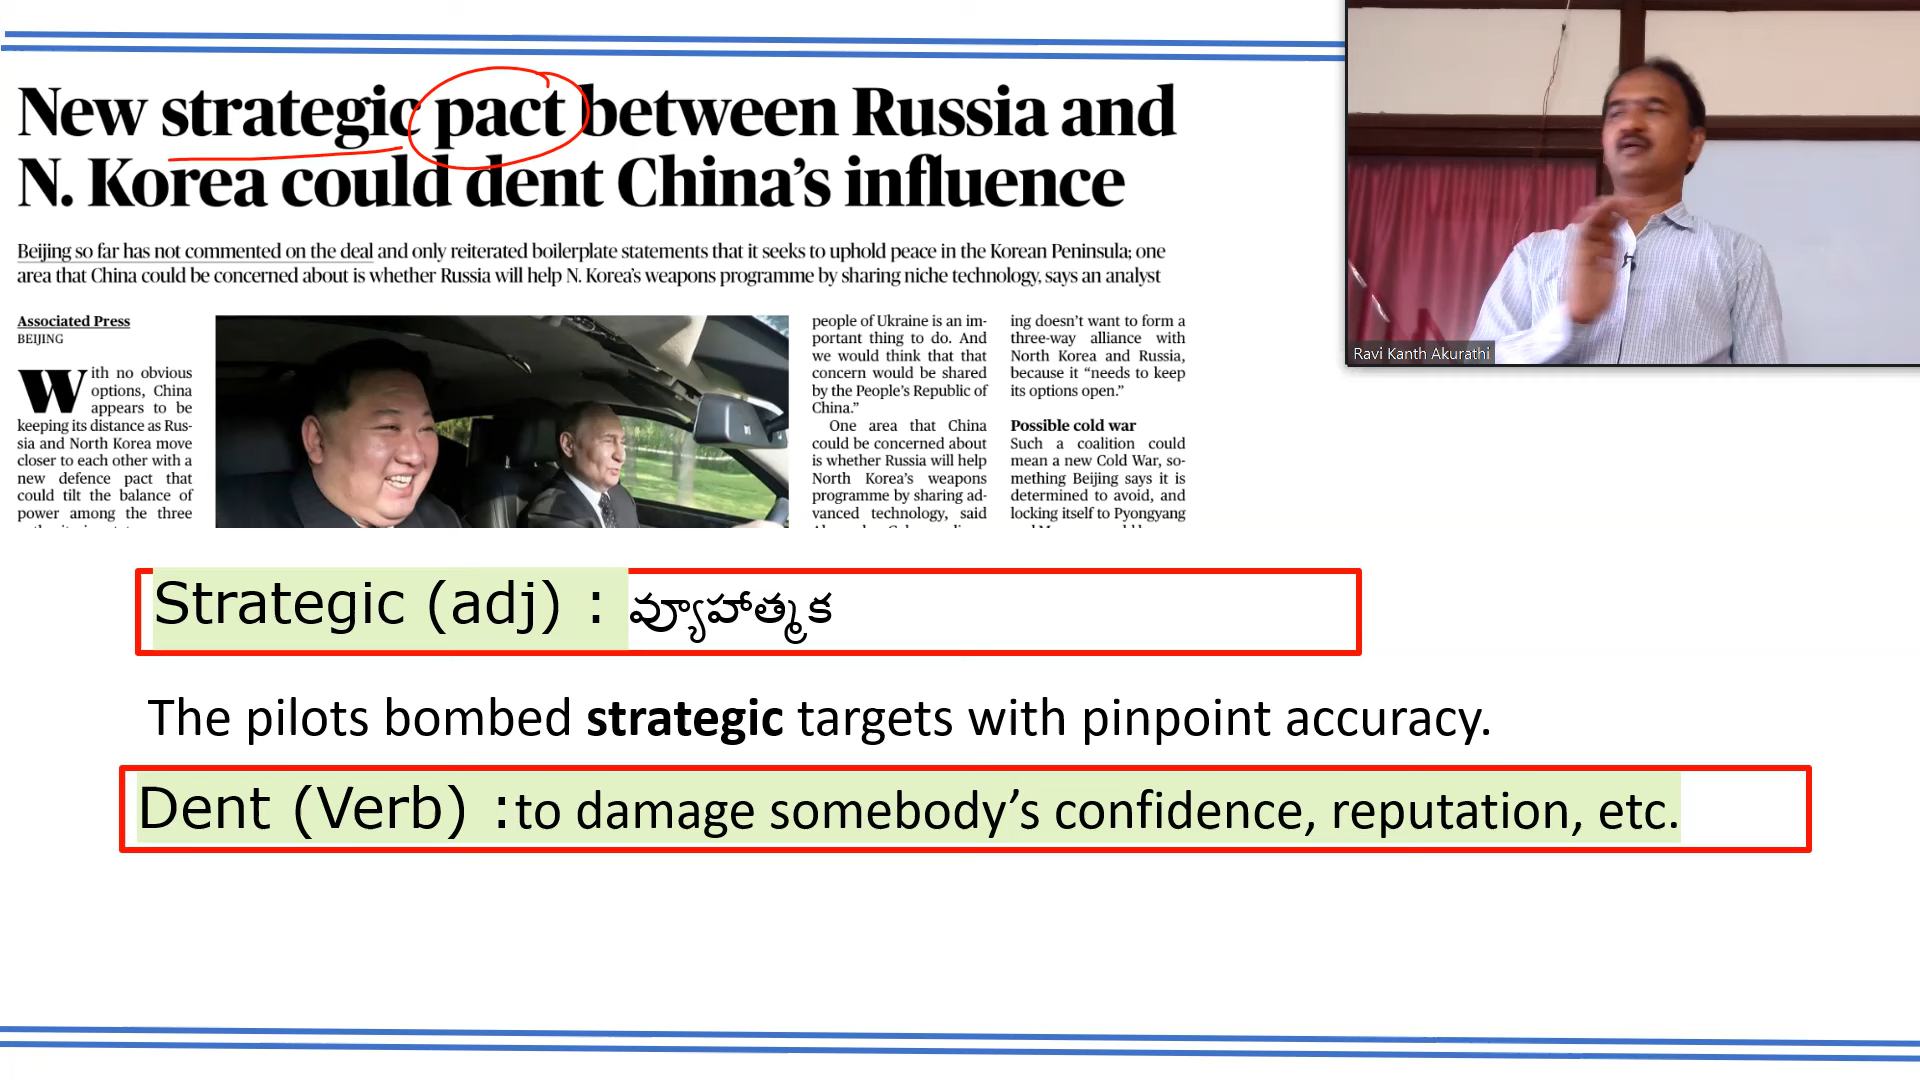 New strategic pact between Russia and
N. Korea could dent China's influence
Beijing so far has not commented on the deal and only reiterated boilerplate statements that it seeks to uphold peace in the Korean Peninsula; one
area that China could be concerned about is whether Russia will help N. Korea's weapons programme by sharing niche technology, says an analyst
Associated Press
BEIJING
With no obvious
options, China
appears to be
keeping its distance as Rus-
sia and North Korea move
closer to each other with a
new defence pact that
could tilt the balance of
power among the three
people of Ukraine is an im-
portant thing to do. And
we would think that that
concern would be shared
by the People's Republic of
China.”
One area that China
could be concerned about
is whether Russia will help
North Korea's weapons
programme by sharing ad-
vanced technology, said
ing doesn't want to form a
three-way alliance with
North Korea and Russia,
because it “needs to keep
its options open.”
Possible cold war
Such a coalition could
mean a new Cold War, so-
mething Beijing says it is
determined to avoid, and
locking itself to Pyongyang
Ravi Kanth Akurathi
Strategic (adj) : వ్యూహాత్మక
The pilots bombed strategic targets with pinpoint accuracy.
Dent (Verb) :to damage somebody's confidence, reputation, etc.